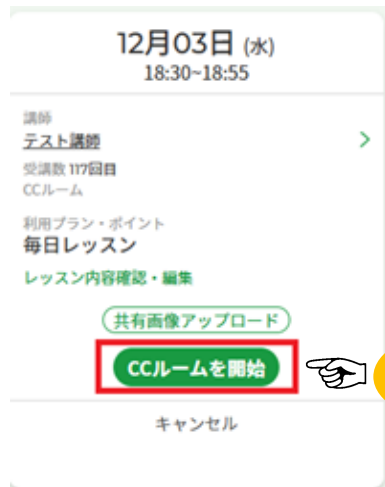 12月03日 (水)
18:30~18:55
講師
テスト講師
受講数 117回目
CCルーム
利用プラン・ポイント
毎日レッスン
レッスン内容確認・編集
共有画像アップロード
CCルームを開始
キャンセル